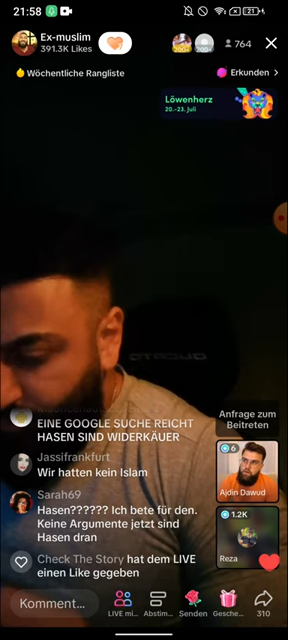 21:58
21
Ex-muslim
391.3K Likes
200+
200+
764
Wöchentliche Rangliste
Erkunden >
Löwenherz
20.-23. Juli
EINE GOOGLE SUCHE REICHT
HASEN SIND WIDERKÄUER
Jassifrankfurt
Wir hatten kein Islam
Sarah69
Hasen?????? Ich bete für den.
Keine Argumente jetzt sind
Hasen dran
Check The Story hat dem LIVE
einen Like gegeben
Anfrage zum
Beitreten
6
Ajdin Dawud
1.2K
Reza
Komment...
LIVE mi...
Abstim...
Senden
Gesche...
310